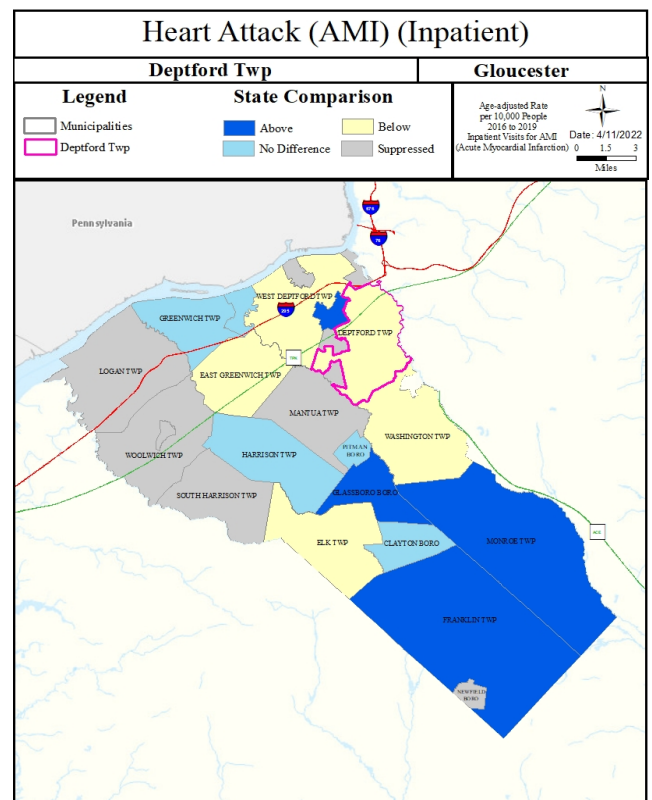 Heart Attack (AMI) (Inpatient)
Deptford Twp
Gloucester
Legend
State Comparison
Municipalities
Deptford Twp
Above
No Difference
Below
Suppressed
Age-adjusted Rate
per 10,000 People
2016 to 2019
Inpatient Visits for AMI
(Acute Myocardial Infarction)
N
Date: 4/11/2022
0 1.5 3
Miles
Pennsylvania
676
76
WEST DEPTFORD TWP
GREENWICH TWP
295
DEPTFORD TWP
LOGAN TWP
EAST GREENWICH TWP
MANTUA TWP
WASHINGTON TWP
PITMAN
BORO
WOOLWICH TWP
HARRISON TWP
GLASSBORO BORO
SOUTH HARRISON TWP
ELK TWP
CLAYTON BORO
MONROE TWP
FRANKLIN TWP
NEWFIELD
BORO